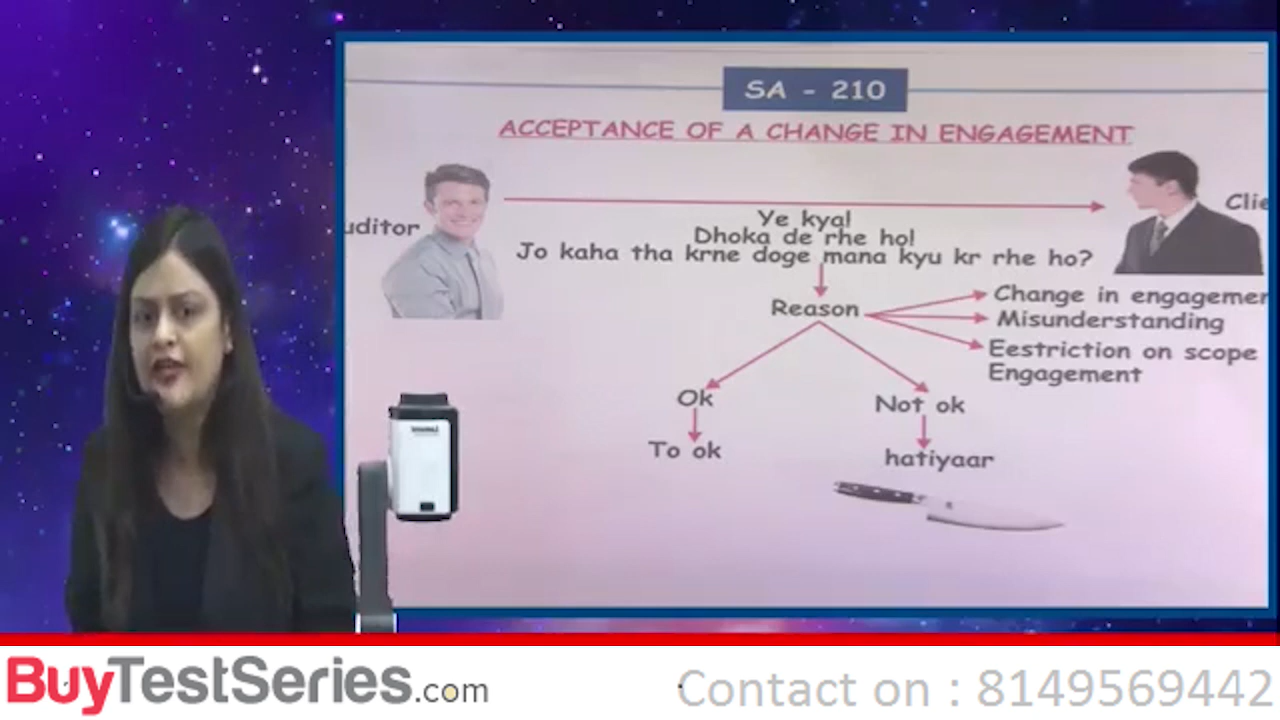 SA - 210
ACCEPTANCE OF A CHANGE IN ENGAGEMENT
uditor
Clie
Ye kya!
Dhoka de rhe ho!
Jo kaha tha krne doge mana kyu kr rhe ho?
Reason
Change in engagemen
Misunderstanding
Eestriction on scope
Engagement
Ok
Not ok
To ok
hatiyaar
BuyTestSeries.com
Contact on : 8149569442